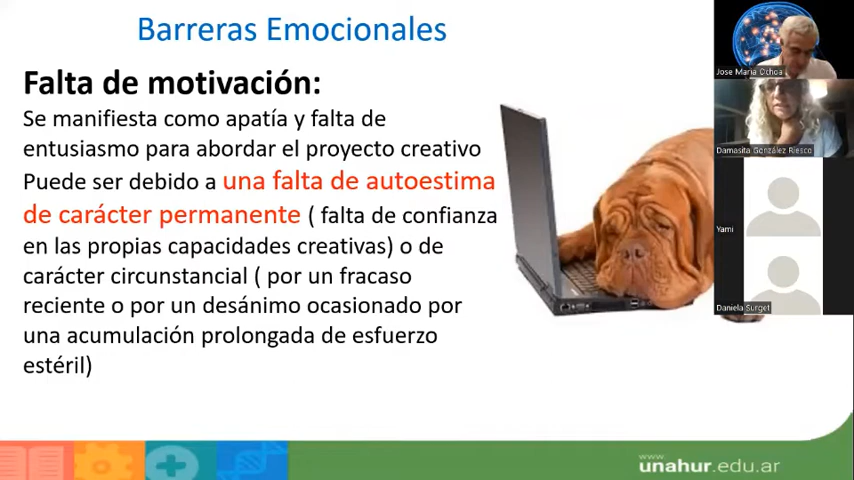 Barreras Emocionales
Falta de motivación:
Se manifiesta como apatía y falta de
entusiasmo para abordar el proyecto creativo
Puede ser debido a una falta de autoestima
de carácter permanente ( falta de confianza
en las propias capacidades creativas) o de
carácter circunstancial ( por un fracaso
reciente o por un desánimo ocasionado por
una acumulación prolongada de esfuerzo
estéril)
Jose Maria Ochoa
Damasita González Riesco
Yami
Daniela Surget
www.
unahur.edu.ar